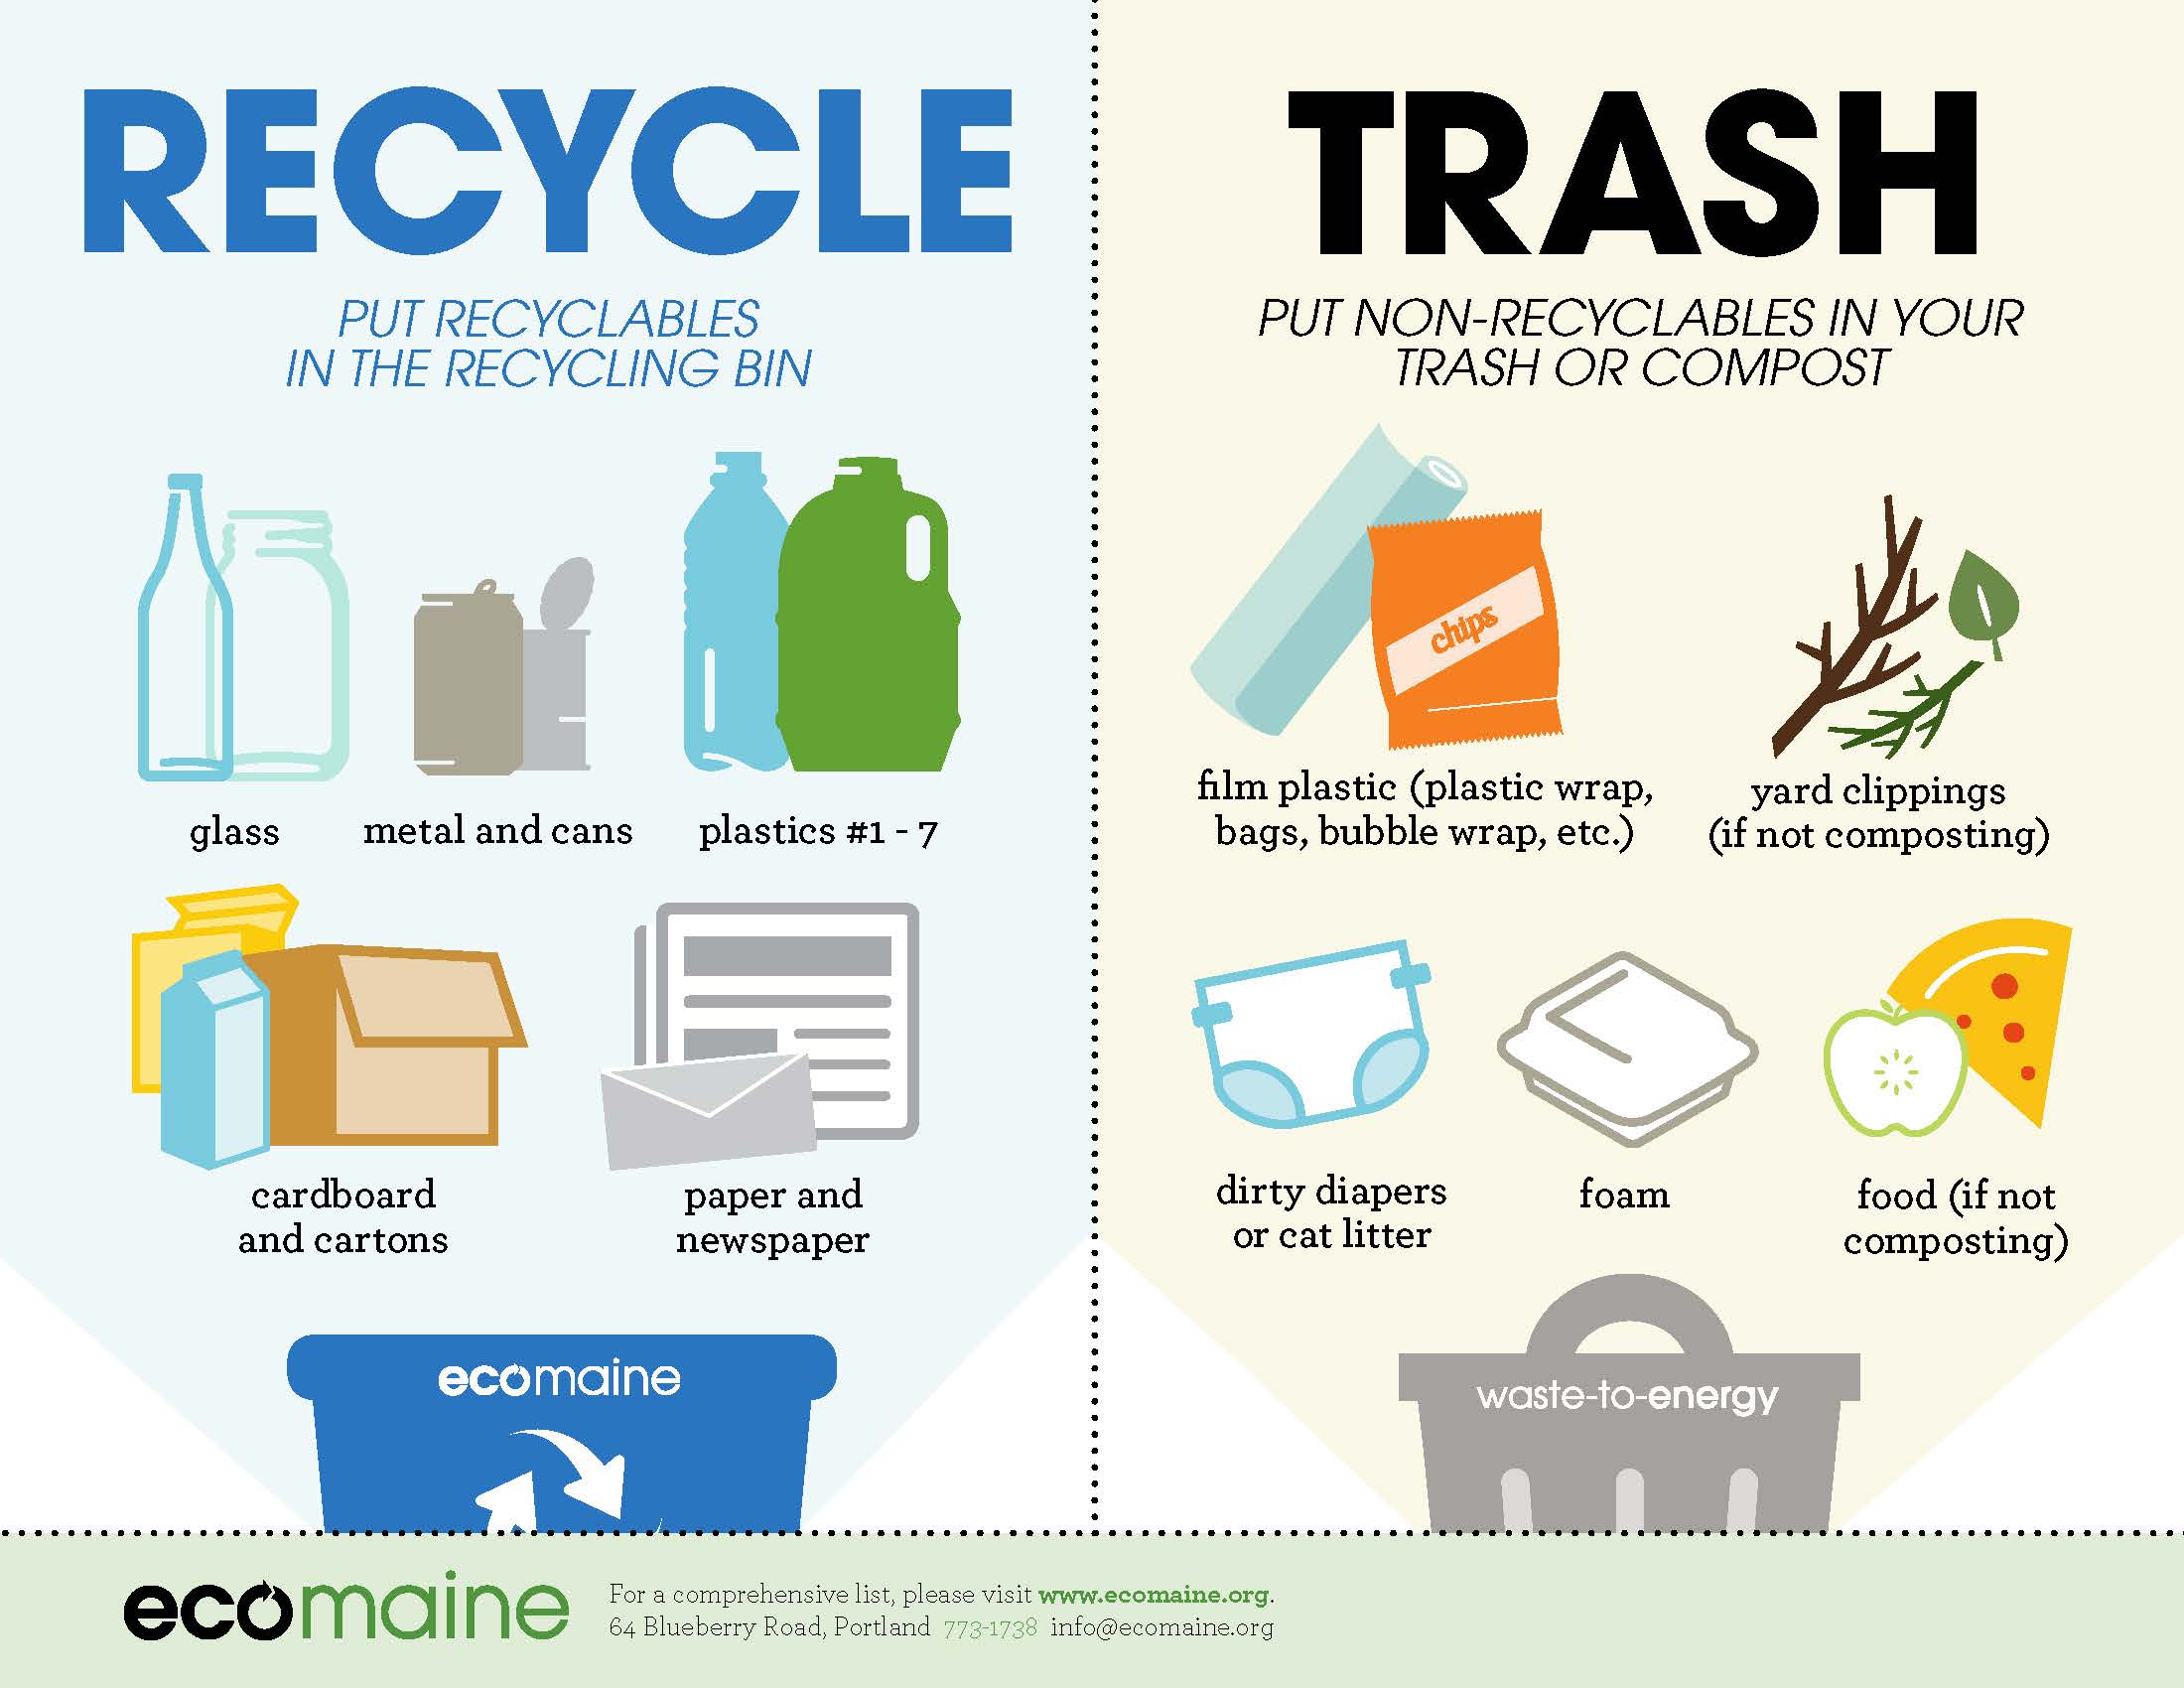 RECYCLE
PUT RECYCLABLES
IN THE RECYCLING BIN
glass
metal and cans
plastics #1 - 7
cardboard
and cartons
paper and
newspaper
ecomaine
TRASH
PUT NON-RECYCLABLES IN YOUR
TRASH OR COMPOST
chips
film plastic (plastic wrap,
bags, bubble wrap, etc.)
yard clippings
(if not composting)
dirty diapers
or cat litter
foam
food (if not
composting)
waste-to-energy
ecomaine
For a comprehensive list, please visit www.ecomaine.org.
64 Blueberry Road, Portland 773-1738 info@ecomaine.org